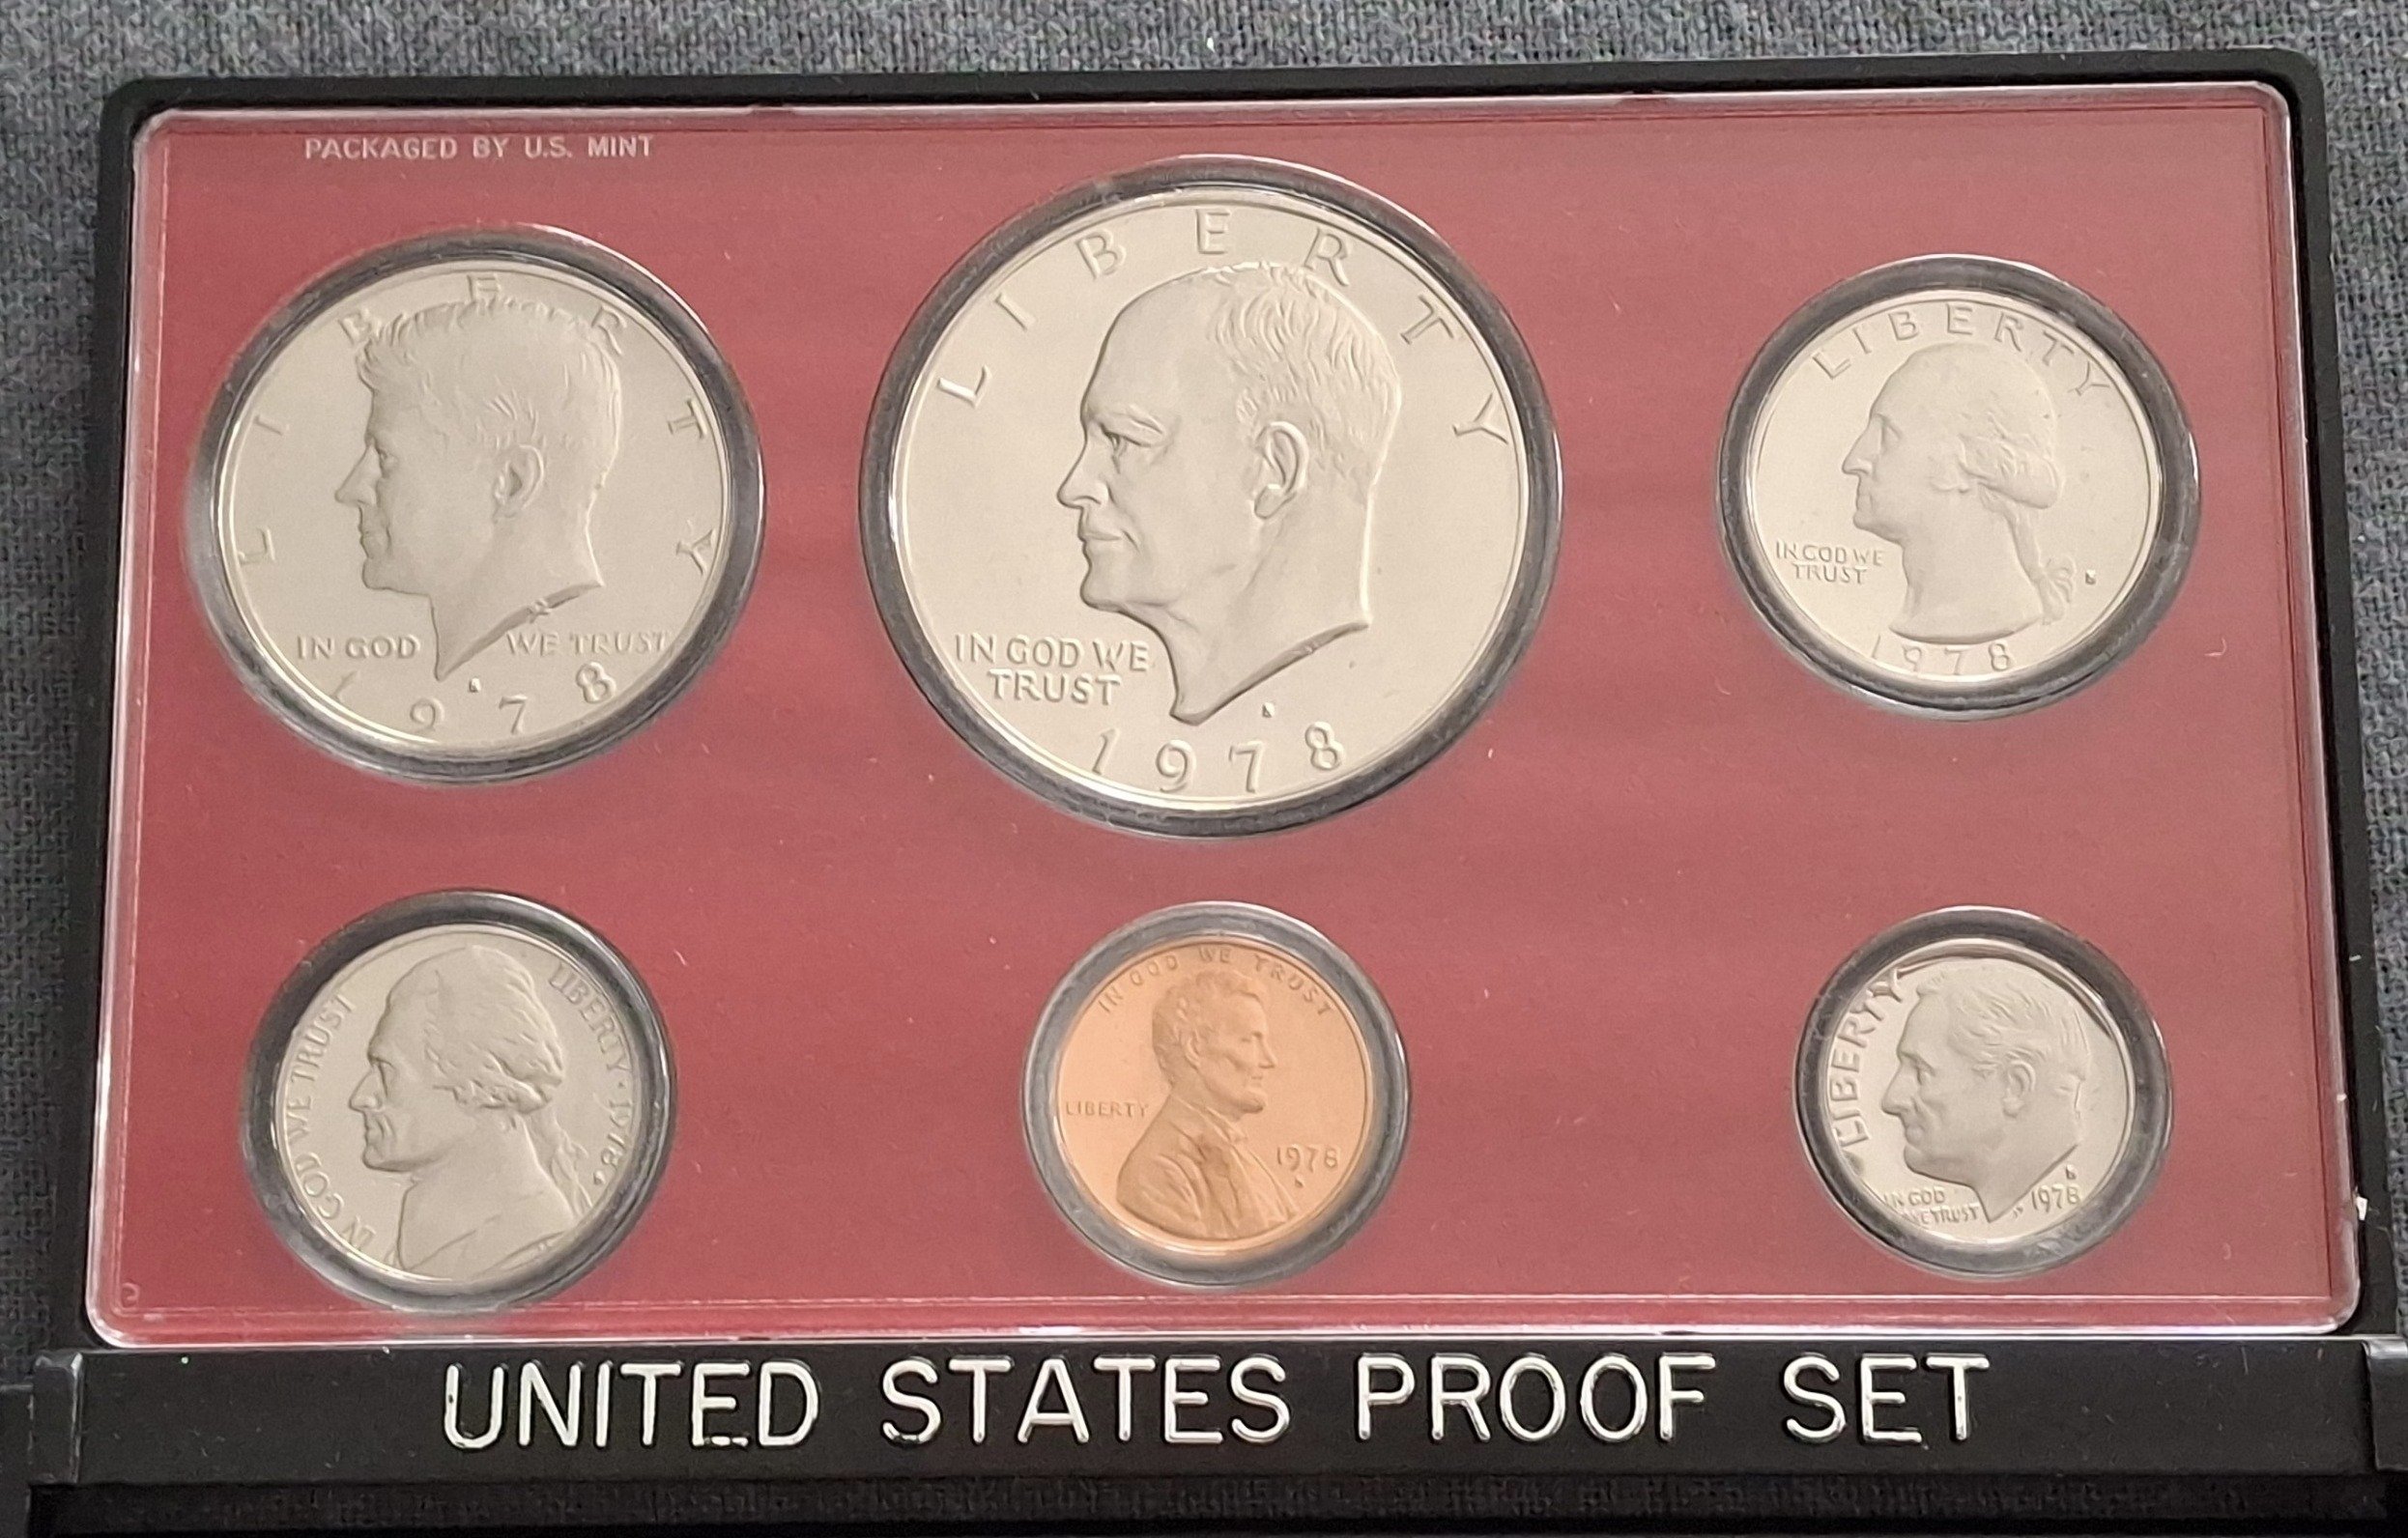 PACKAGED BY U.S. MINT
LIBERTY
IN GOD WE TRUST
1978
LIBERTY
IN GOD WE
TRUST
1978
LIBERTY
IN GOD WE
TRUST
1978
IN GOD WE TRUST
LIBERTY · 1978
IN GOD WE TRUST
LIBERTY
1978
LIBERTY
IN GOD
WE TRUST
1978
UNITED STATES PROOF SET